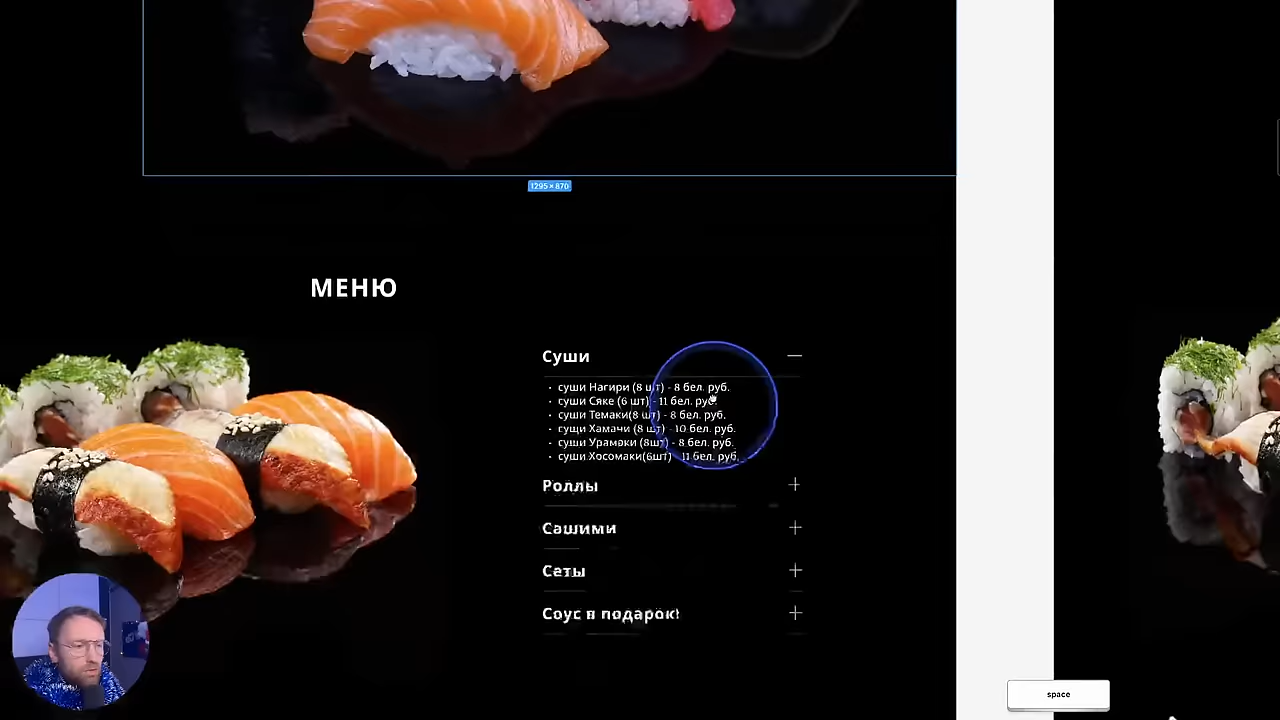 1295 × 870
МЕНЮ
Суши
суши Нагири (8 шт) - 8 бел. руб.
суши Сяке (6 шт) - 11 бел. руб.
суши Темаки(8 шт) - 8 бел. руб.
сущи Хамачи (8 шт) - 10 бел. руб.
суши Урамаки (8шт) - 8 бел. руб.
суши Хосомаки(6шт) - 11 бел. руб.
Роллы
Сашими
Сеты
Соус в подарок!
space